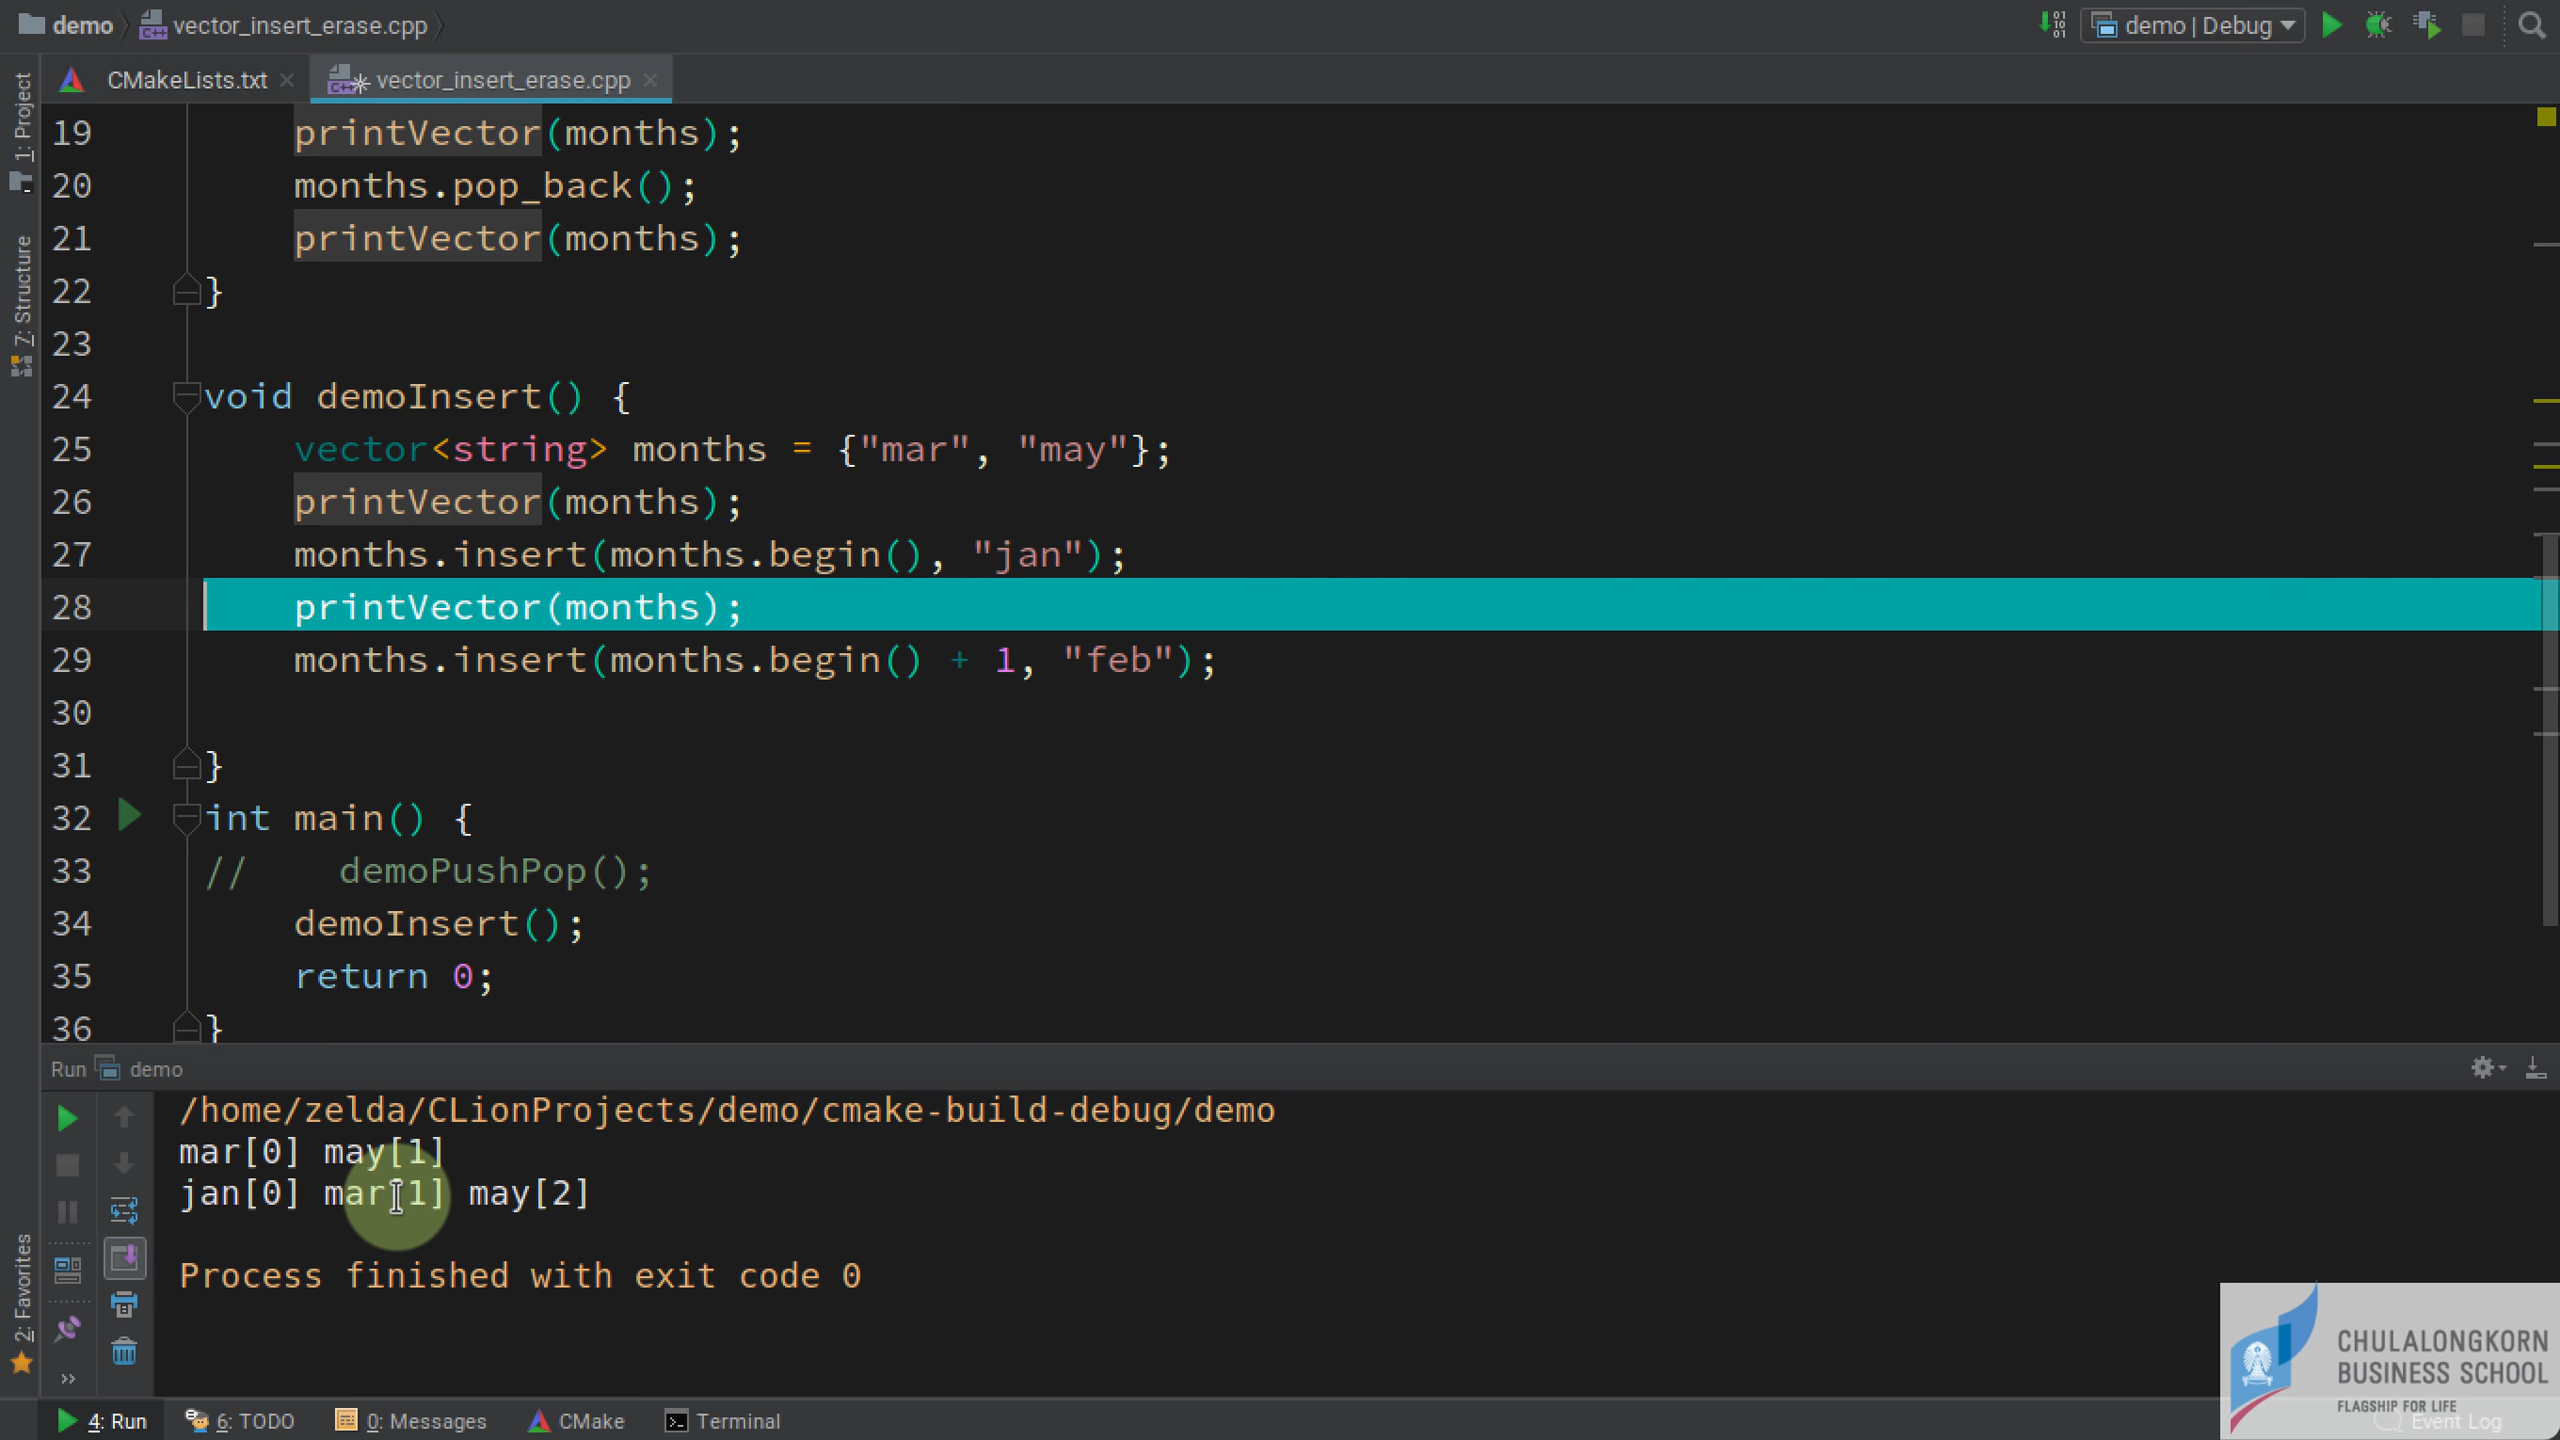 demo vector_insert_erase.cpp demo | Debug
CMakeLists.txt vector_insert_erase.cpp
1: Project
7: Structure
2: Favorites
19 printVector(months);
20 months.pop_back();
21 printVector(months);
22 }
23
24 void demoInsert() {
25 vector<string> months = {"mar", "may"};
26 printVector(months);
27 months.insert(months.begin(), "jan");
28 printVector(months);
29 months.insert(months.begin() + 1, "feb");
30
31 }
32 int main() {
33 // demoPushPop();
34 demoInsert();
35 return 0;
36 }
Run demo
/home/zelda/CLionProjects/demo/cmake-build-debug/demo
mar[0] may[1]
jan[0] mar[1] may[2]
Process finished with exit code 0
CHULALONGKORN
BUSINESS SCHOOL
FLAGSHIP FOR LIFE
4: Run 6: TODO 0: Messages CMake Terminal Event Log